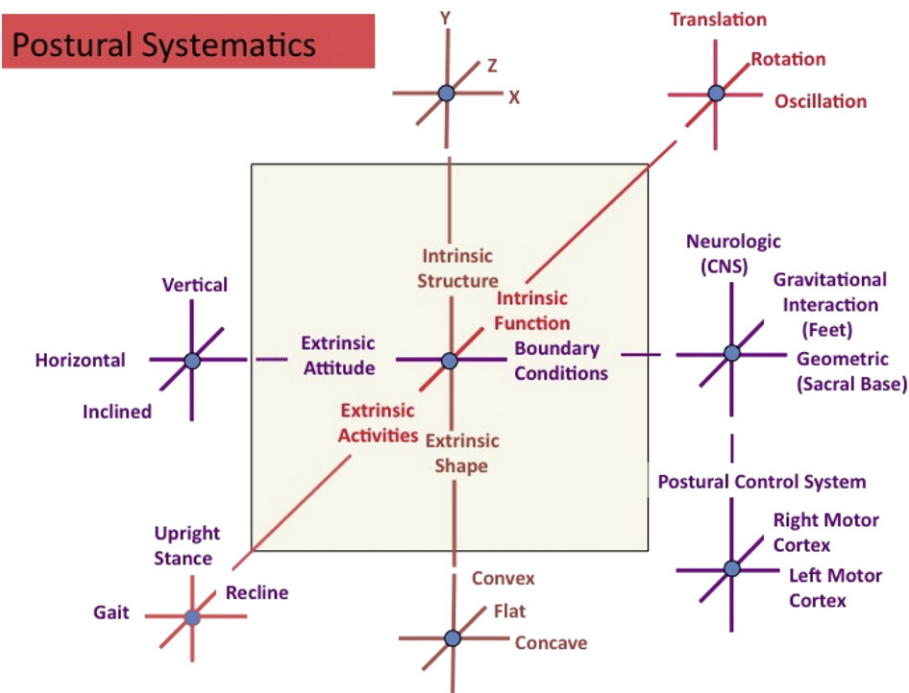 Postural Systematics
Y
Z
X
Translation
Rotation
Oscillation
Intrinsic
Structure
Intrinsic
Function
Neurologic
(CNS)
Gravitational
Interaction
(Feet)
Geometric
(Sacral Base)
Vertical
Horizontal
Inclined
Extrinsic
Attitude
Boundary
Conditions
Extrinsic
Activities
Extrinsic
Shape
Postural Control System
Right Motor
Cortex
Left Motor
Cortex
Upright
Stance
Recline
Gait
Convex
Flat
Concave